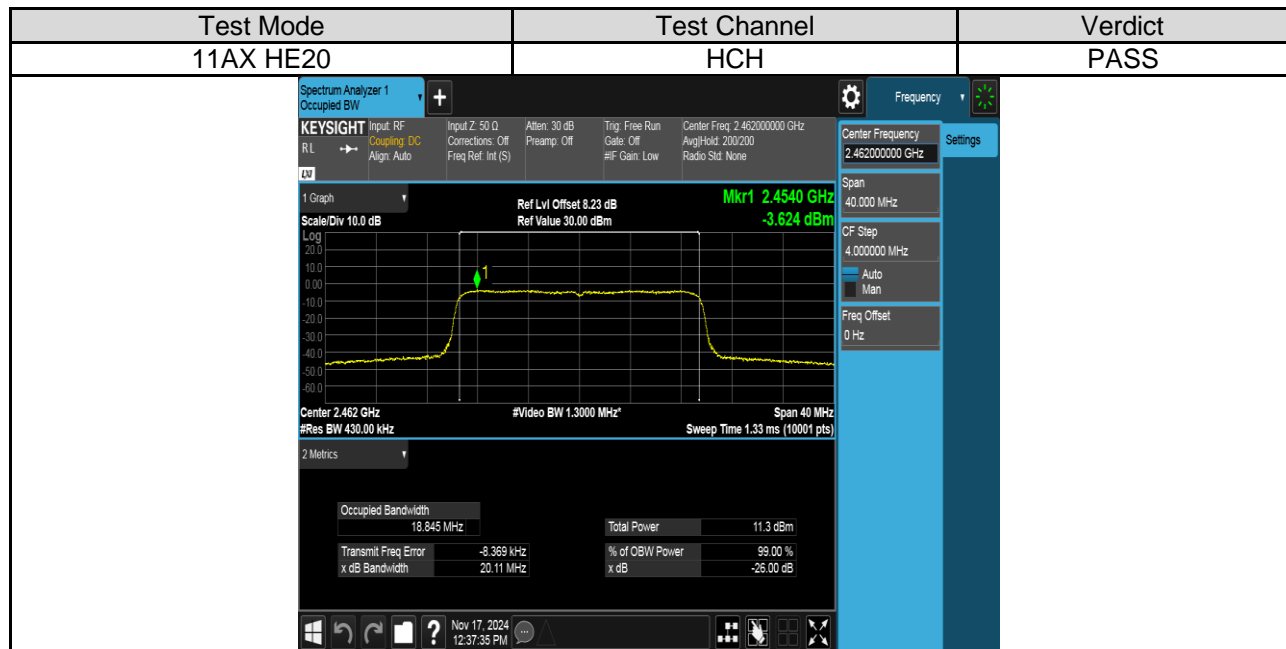 Test Mode Test Channel Verdict
11AX HE20 HCH PASS
Spectrum Analyzer 1
Occupied BW
+
Frequency
KEYSIGHT
RL
LXI
Input: RF
Coupling: DC
Align: Auto
Input Z: 50 Ω
Corrections: Off
Freq Ref: Int (S)
Atten: 30 dB
Preamp: Off
Trig: Free Run
Gate: Off
#IF Gain: Low
Center Freq: 2.462000000 GHz
Avg|Hold: 200/200
Radio Std: None
Center Frequency
2.462000000 GHz
Settings
Span
40.000 MHz
CF Step
4.000000 MHz
Auto
Man
Freq Offset
0 Hz
1 Graph
Scale/Div 10.0 dB
Ref Lvl Offset 8.23 dB
Ref Value 30.00 dBm
Mkr1 2.4540 GHz
-3.624 dBm
Log
20.0
10.0
0.00
-10.0
-20.0
-30.0
-40.0
-50.0
-60.0
1
Center 2.462 GHz
#Res BW 430.00 kHz
#Video BW 1.3000 MHz*
Span 40 MHz
Sweep Time 1.33 ms (10001 pts)
2 Metrics
Occupied Bandwidth
18.845 MHz
Total Power 11.3 dBm
Transmit Freq Error -8.369 kHz
% of OBW Power 99.00 %
x dB Bandwidth 20.11 MHz
x dB -26.00 dB
?
Nov 17, 2024
12:37:35 PM